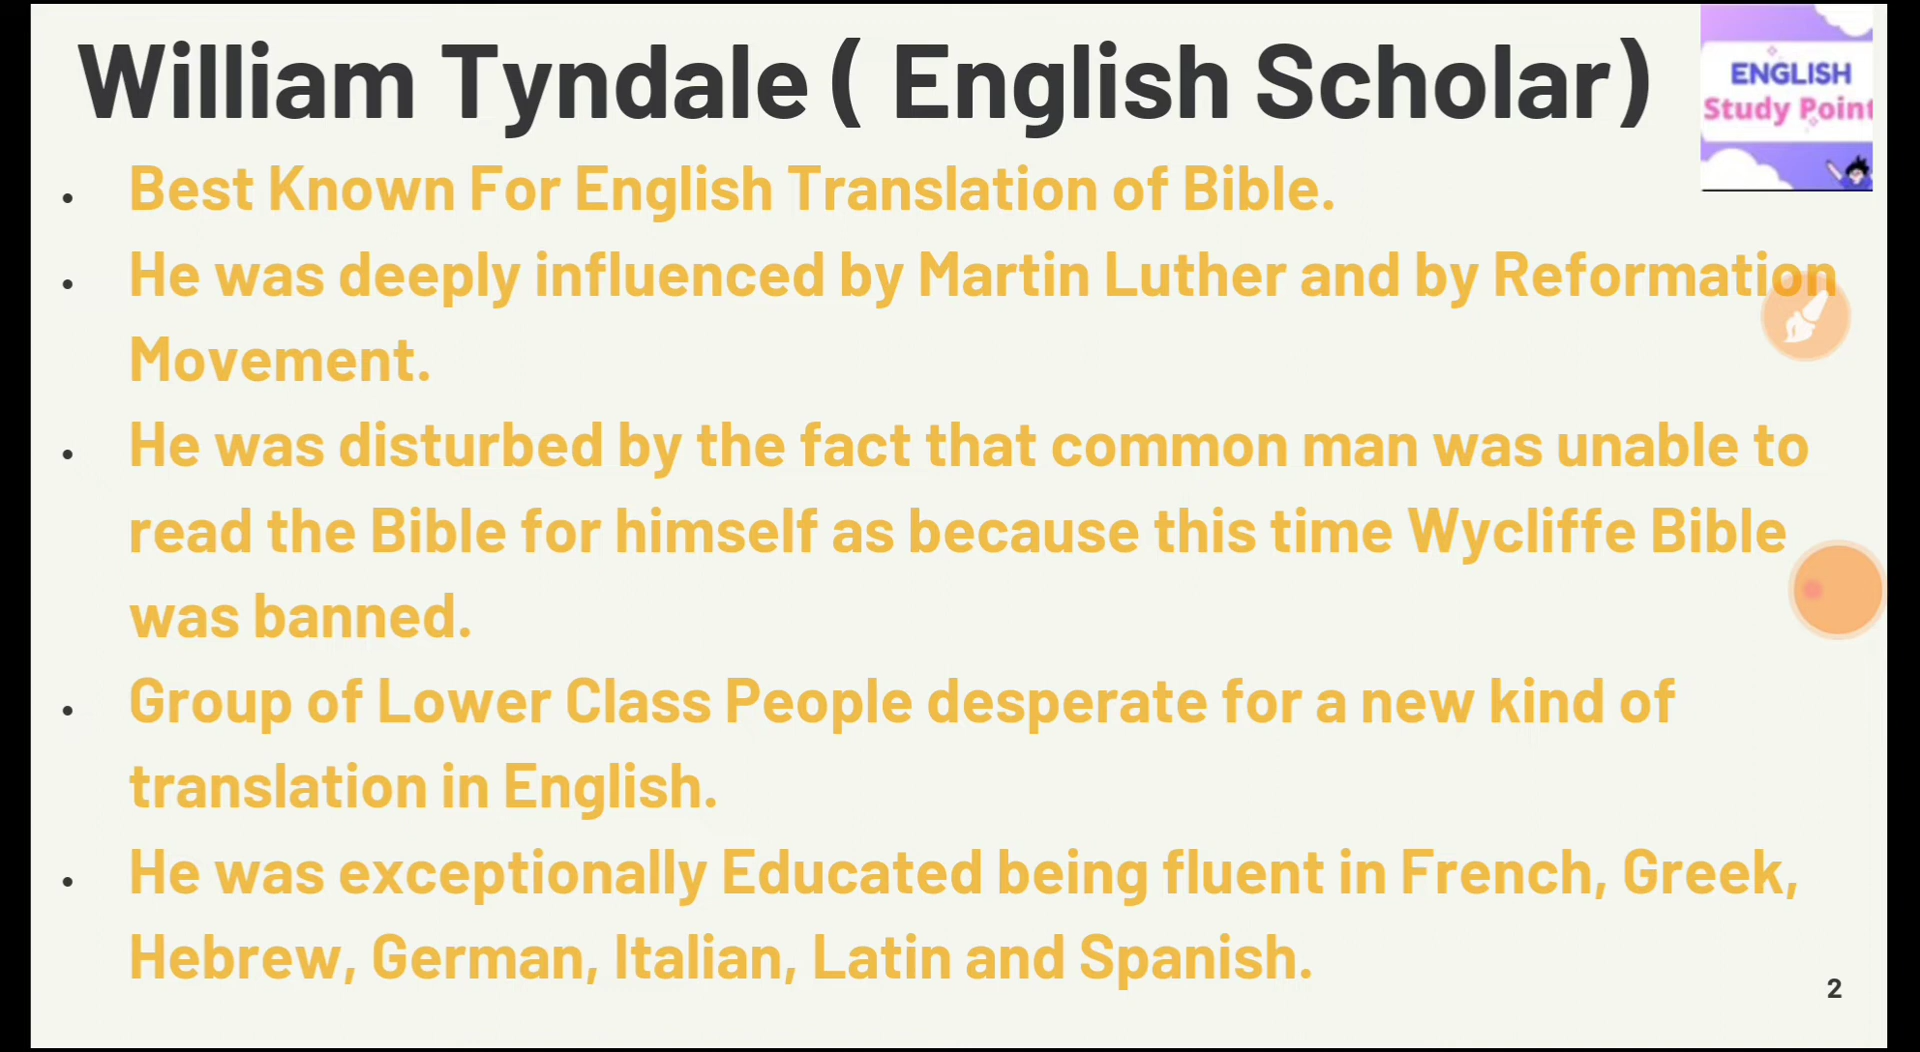 William Tyndale ( English Scholar)
ENGLISH
Study Point
• Best Known For English Translation of Bible.
• He was deeply influenced by Martin Luther and by Reformation
Movement.
• He was disturbed by the fact that common man was unable to
read the Bible for himself as because this time Wycliffe Bible
was banned.
• Group of Lower Class People desperate for a new kind of
translation in English.
• He was exceptionally Educated being fluent in French, Greek,
Hebrew, German, Italian, Latin and Spanish.
2